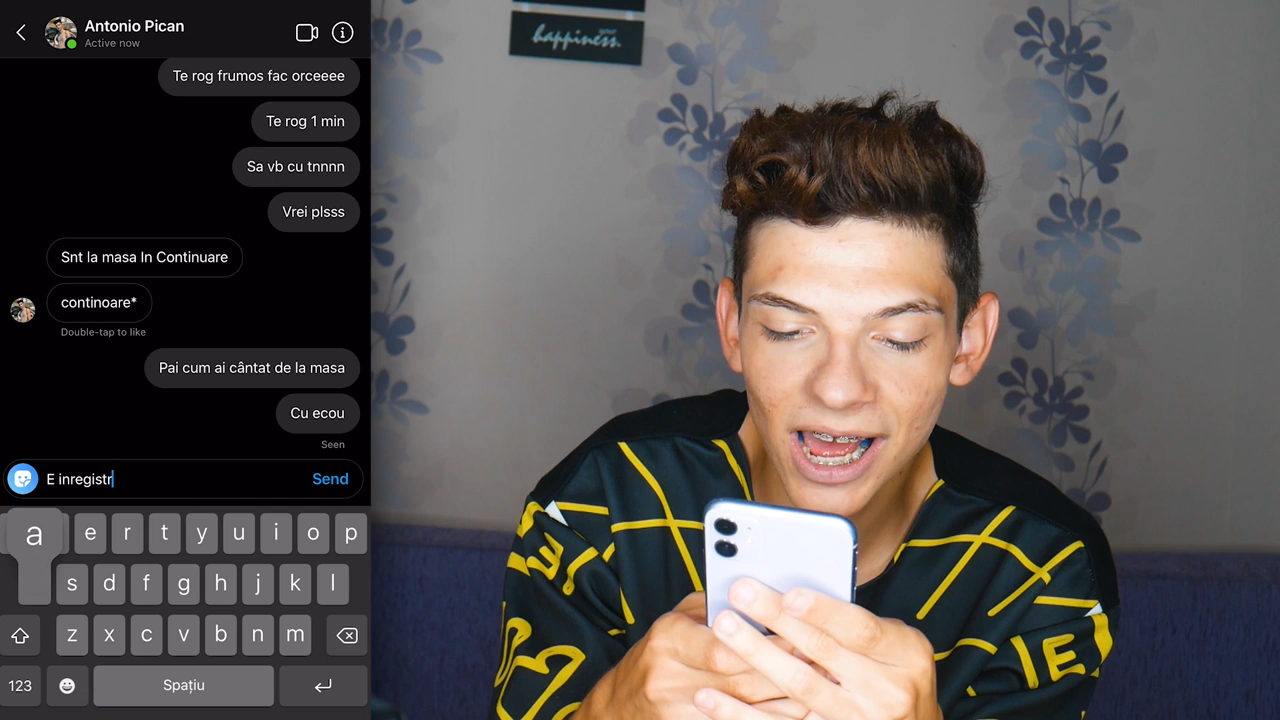 Antonio Pican
Active now
Te rog frumos fac orceeee
Te rog 1 min
Sa vb cu tnnnn
Vrei plsss
Snt la masa In Continuare
continoare*
Double-tap to like
Pai cum ai cântat de la masa
Cu ecou
Seen
E inregistr
Send
a e r t y u i o p
s d f g h j k l
z x c v b n m
123
Spațiu
happiness
E